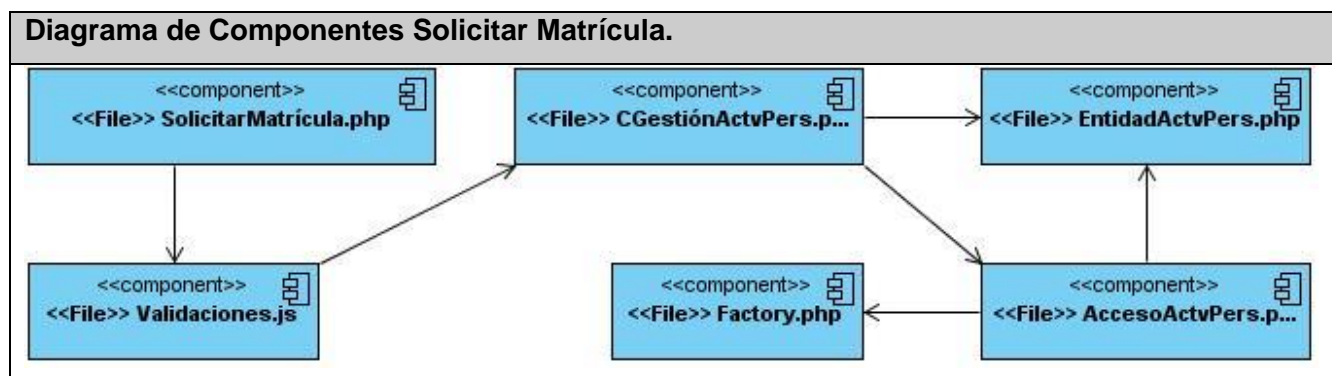 Diagrama de Componentes Solicitar Matrícula.
<<component>>
<<File>> SolicitarMatrícula.php
<<component>>
<<File>> CGestiónActvPers.p...
<<component>>
<<File>> EntidadActvPers.php
<<component>>
<<File>> Validaciones.js
<<component>>
<<File>> Factory.php
<<component>>
<<File>> AccesoActvPers.p...